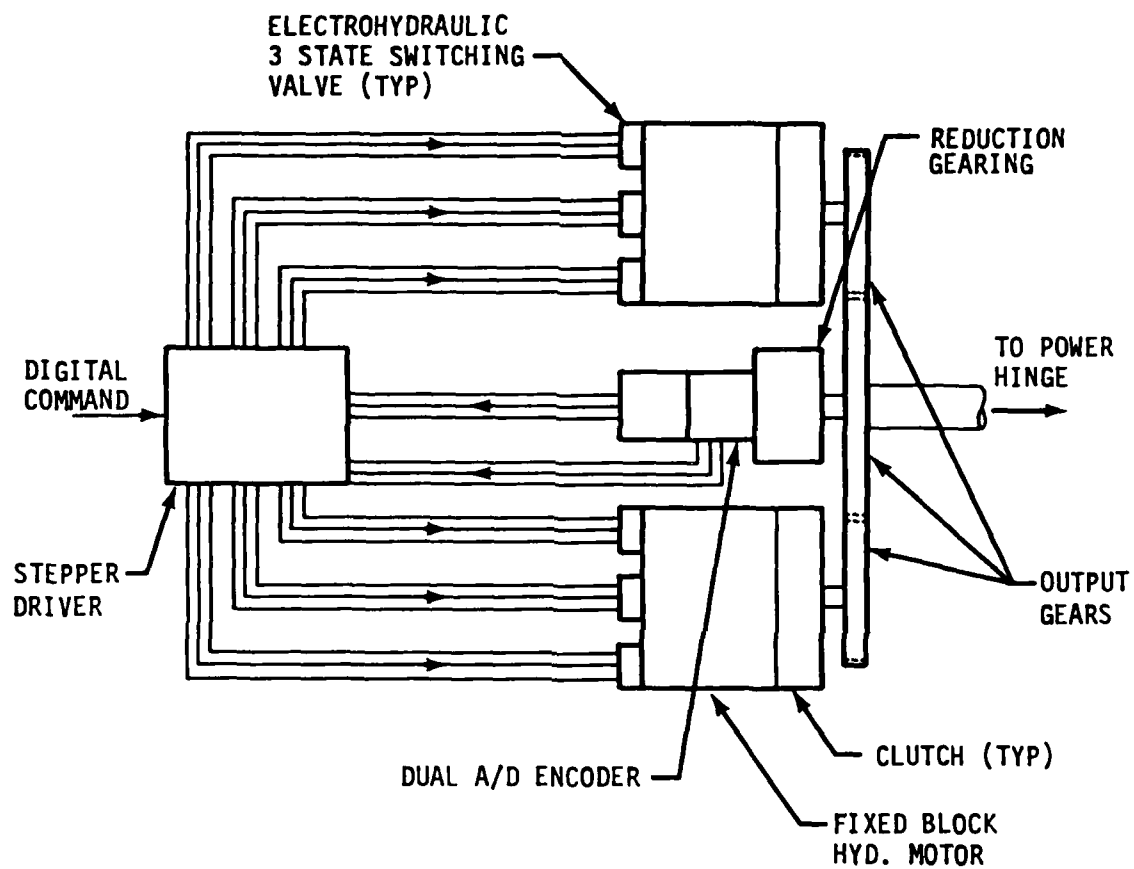 ELECTROHYDRAULIC
3 STATE SWITCHING
VALVE (TYP)
REDUCTION
GEARING
DIGITAL
COMMAND
TO POWER
HINGE
STEPPER
DRIVER
OUTPUT
GEARS
DUAL A/D ENCODER
CLUTCH (TYP)
FIXED BLOCK
HYD. MOTOR